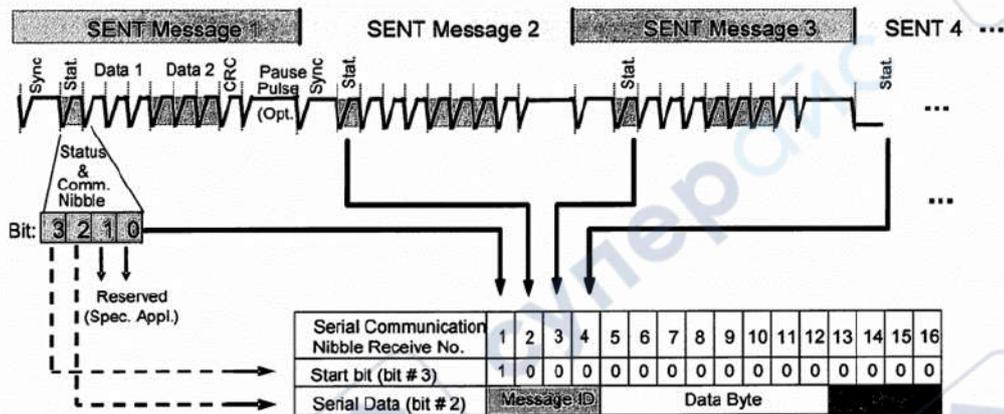 SENT Message 1 SENT Message 2 SENT Message 3 SENT 4 ...
Sync Stat. Data 1 Data 2 CRC Pause Pulse (Opt. Sync Stat. Stat. Stat. ...
Status & Comm. Nibble
...
Bit: 3 2 1 0
Reserved
(Spec. Appl.)
Serial Communication Nibble Receive No. 1 2 3 4 5 6 7 8 9 10 11 12 13 14 15 16
Start bit (bit # 3) 1 0 0 0 0 0 0 0 0 0 0 0 0 0 0 0
Serial Data (bit # 2) Message ID Data Byte
суперайс